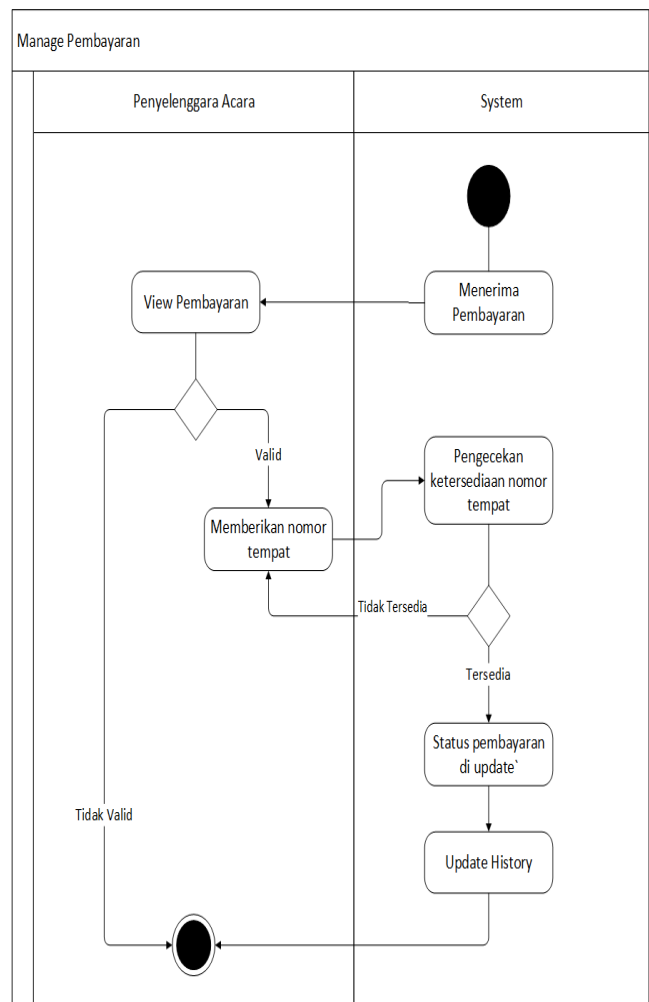 Manage Pembayaran
Penyelenggara Acara
System
Menerima
Pembayaran
View Pembayaran
Valid
Pengecekan
ketersediaan nomor
tempat
Memberikan nomor
tempat
Tidak Tersedia
Tersedia
Status pembayaran
di update`
Tidak Valid
Update History